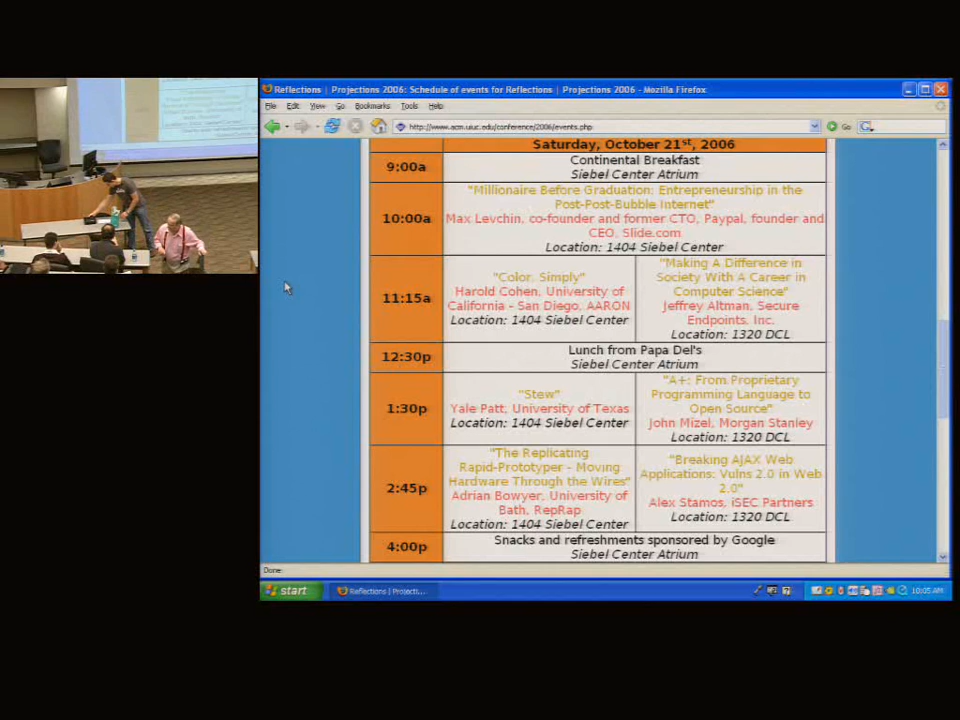 Reflections | Projections 2006: Schedule of events for Reflections | Projections 2006 - Mozilla Firefox
File Edit View Go Bookmarks Tools Help
http://www.acm.uiuc.edu/conference/2006/events.php
Go
Saturday, October 21st, 2006
9:00a
Continental Breakfast
Siebel Center Atrium
10:00a
"Millionaire Before Graduation: Entrepreneurship in the
Post-Post-Bubble Internet"
Max Levchin, co-founder and former CTO, Paypal, founder and
CEO, Slide.com
Location: 1404 Siebel Center
11:15a
"Color, Simply"
Harold Cohen, University of
California - San Diego, AARON
Location: 1404 Siebel Center
"Making A Difference in
Society With A Career in
Computer Science"
Jeffrey Altman, Secure
Endpoints, Inc.
Location: 1320 DCL
12:30p
Lunch from Papa Del's
Siebel Center Atrium
1:30p
"Stew"
Yale Patt, University of Texas
Location: 1404 Siebel Center
"A+: From Proprietary
Programming Language to
Open Source"
John Mizel, Morgan Stanley
Location: 1320 DCL
2:45p
"The Replicating
Rapid-Prototyper - Moving
Hardware Through the Wires"
Adrian Bowyer, University of
Bath, RepRap
Location: 1404 Siebel Center
"Breaking AJAX Web
Applications: Vulns 2.0 in Web
2.0"
Alex Stamos, iSEC Partners
Location: 1320 DCL
4:00p
Snacks and refreshments sponsored by Google
Siebel Center Atrium
Done
start
Reflections | Projecti...
10:05 AM